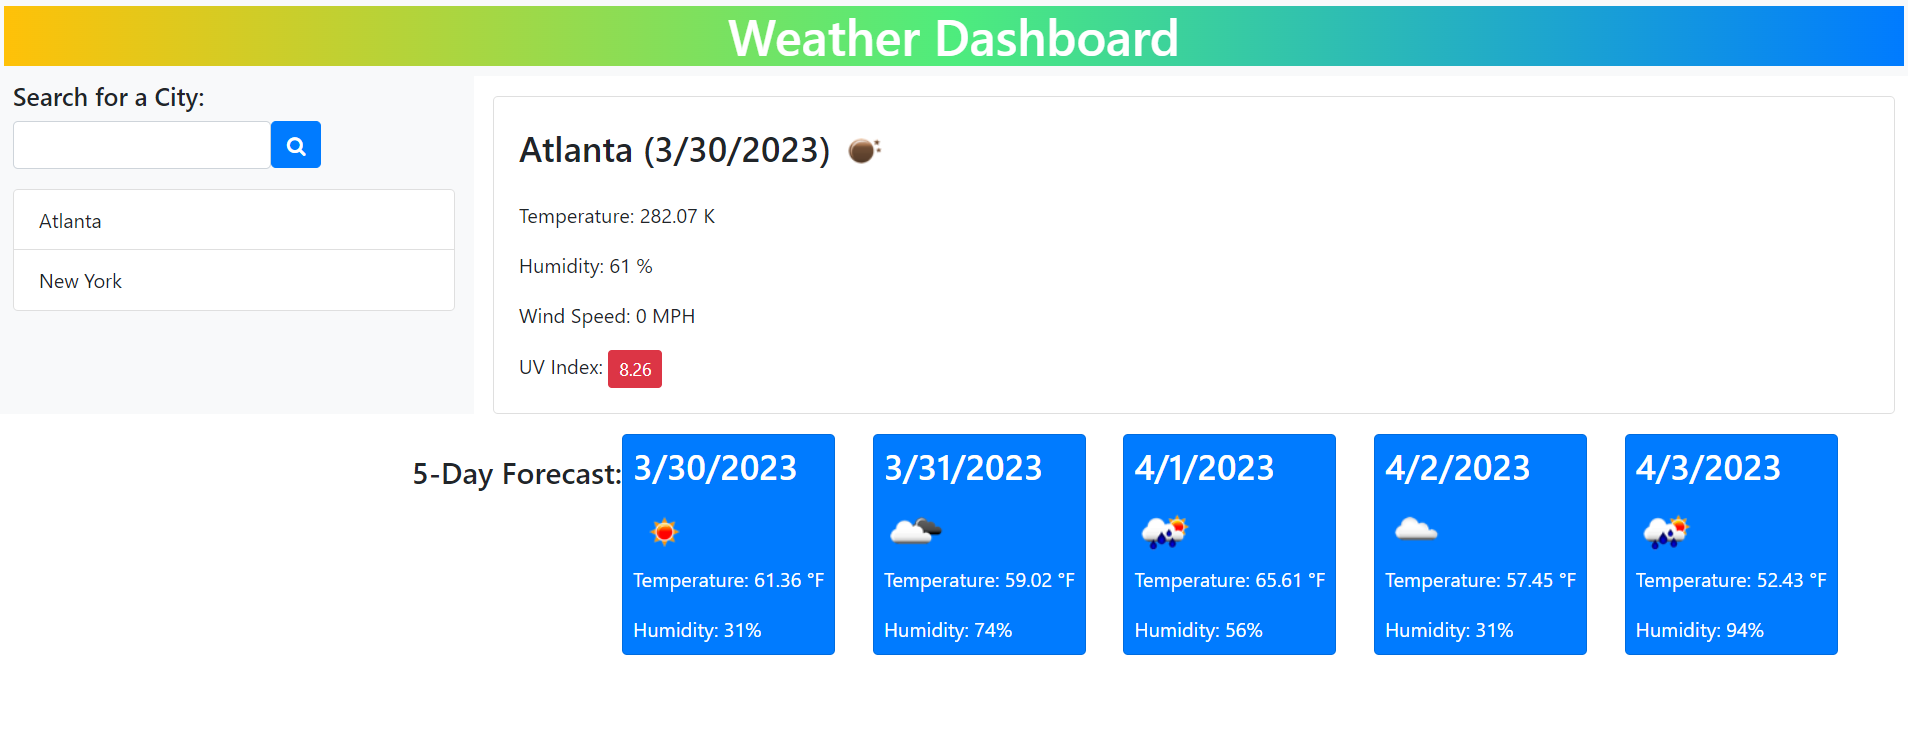 Weather Dashboard
Search for a City:
Atlanta
New York
Atlanta (3/30/2023)
Temperature: 282.07 K
Humidity: 61 %
Wind Speed: 0 MPH
UV Index: 8.26
5-Day Forecast:
3/30/2023
Temperature: 61.36 °F
Humidity: 31%
3/31/2023
Temperature: 59.02 °F
Humidity: 74%
4/1/2023
Temperature: 65.61 °F
Humidity: 56%
4/2/2023
Temperature: 57.45 °F
Humidity: 31%
4/3/2023
Temperature: 52.43 °F
Humidity: 94%